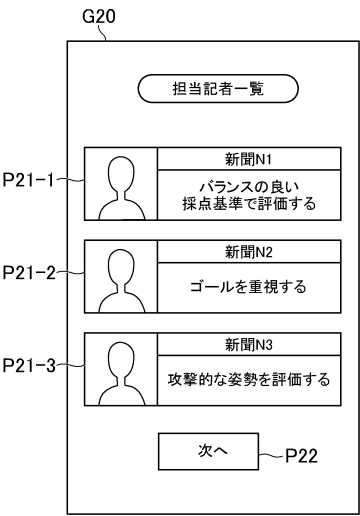 G20
担当記者一覧
P21-1
新聞N1
バランスの良い
採点基準で評価する
P21-2
新聞N2
ゴールを重視する
P21-3
新聞N3
攻撃的な姿勢を評価する
次へ
P22